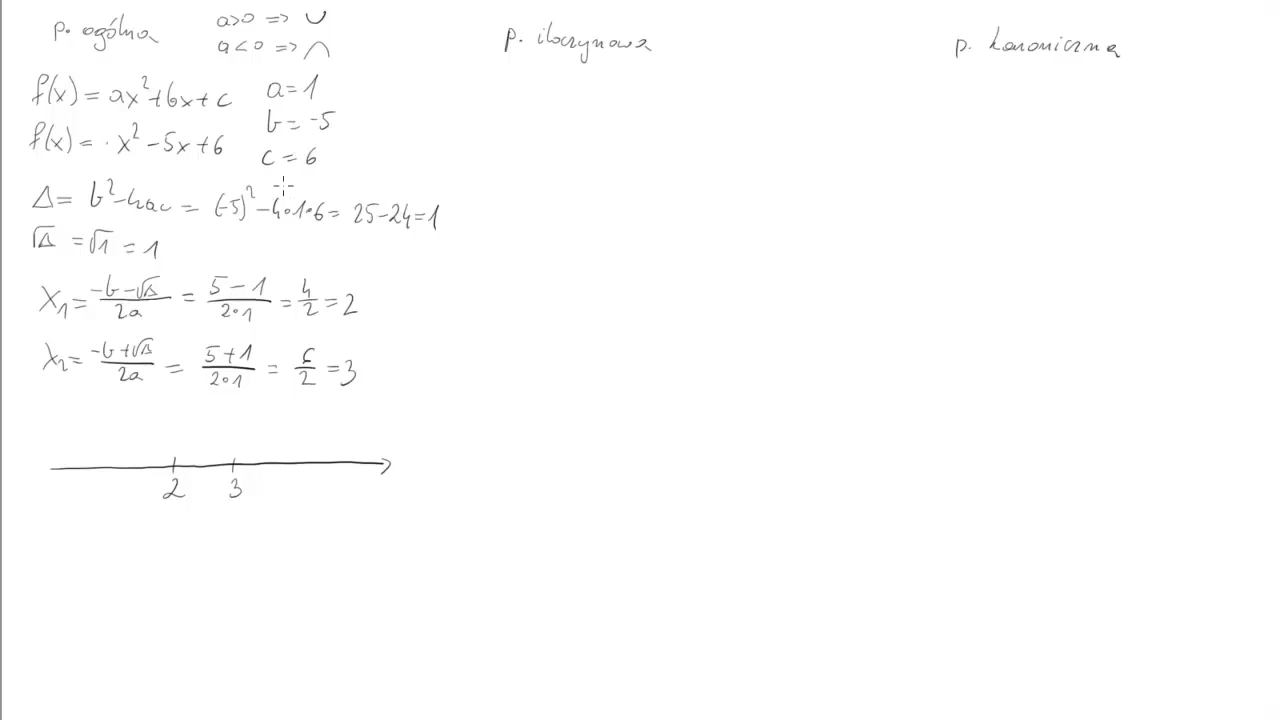 p. ogólna
a>0 => ∪
a<0 => ∩
f(x) = ax²+bx+c
a=1
b=-5
f(x) = x²-5x+6
c=6
Δ= b²-4ac = (-5)²-4•1•6= 25-24=1
√Δ =√1 =1
x₁= (-b-√Δ)/2a = (5-1)/2•1 = 4/2 =2
x₂= (-b+√Δ)/2a = (5+1)/2•1 = 6/2 =3
2 3
p. iloczynowa
p. kanoniczna